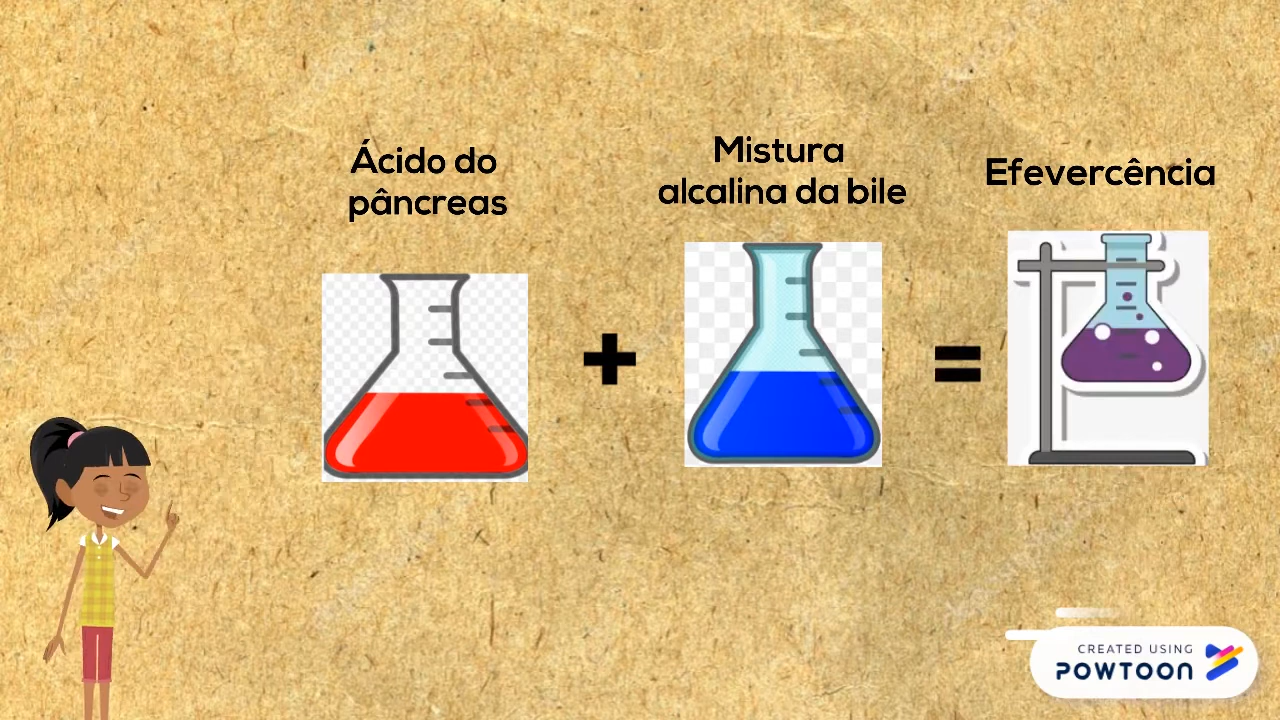 Ácido do
pâncreas
Mistura
alcalina da bile
Efevercência
+
=
CREATED USING
POWTOON